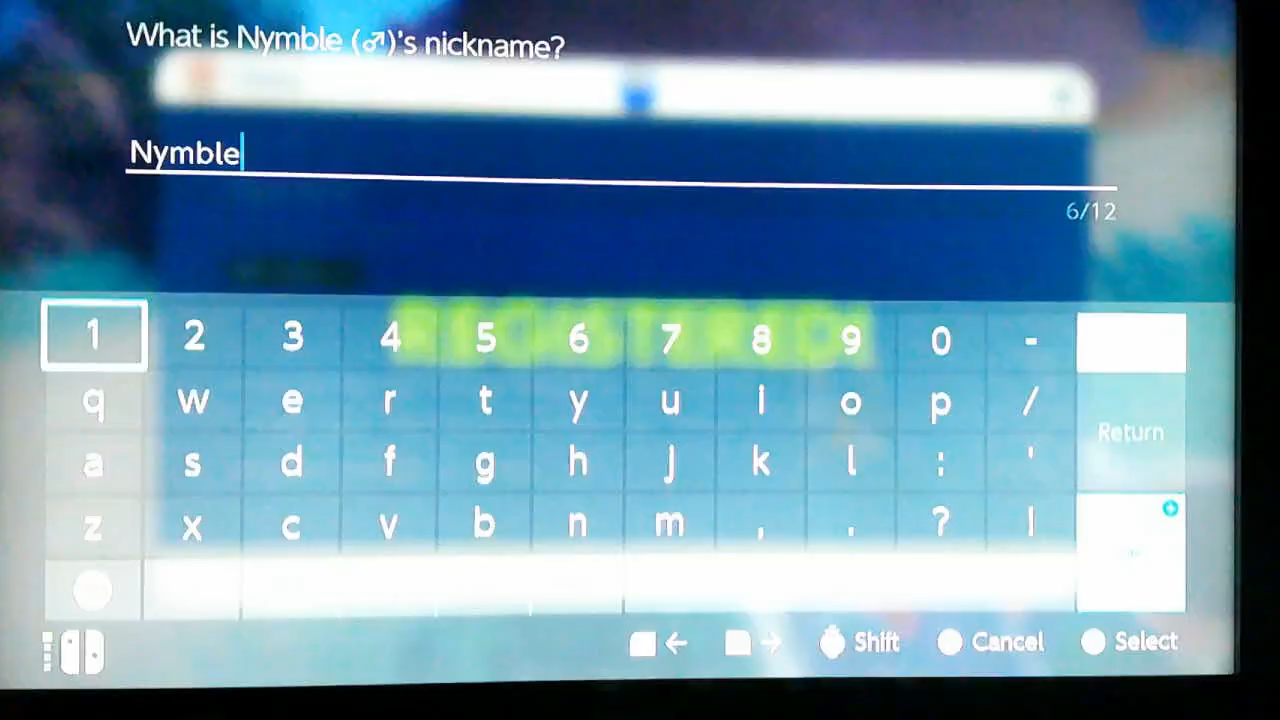 What is Nymble (♂)'s nickname?
Nymble
6/12
1 2 3 4 5 6 7 8 9 0 -
q w e r t y u i o p /
Return
a s d f g h j k l : '
z x c v b n m , . ? !
← → Shift Cancel Select